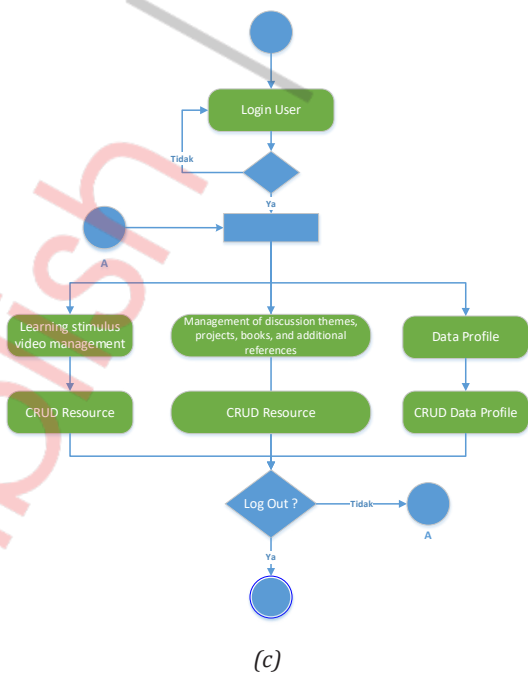 Login User
Tidak
Ya
A
Learning stimulus
video management
Management of discussion themes,
projects, books, and additional
references
Data Profile
CRUD Resource
CRUD Resource
CRUD Data Profile
Log Out ?
Tidak
A
Ya
(c)